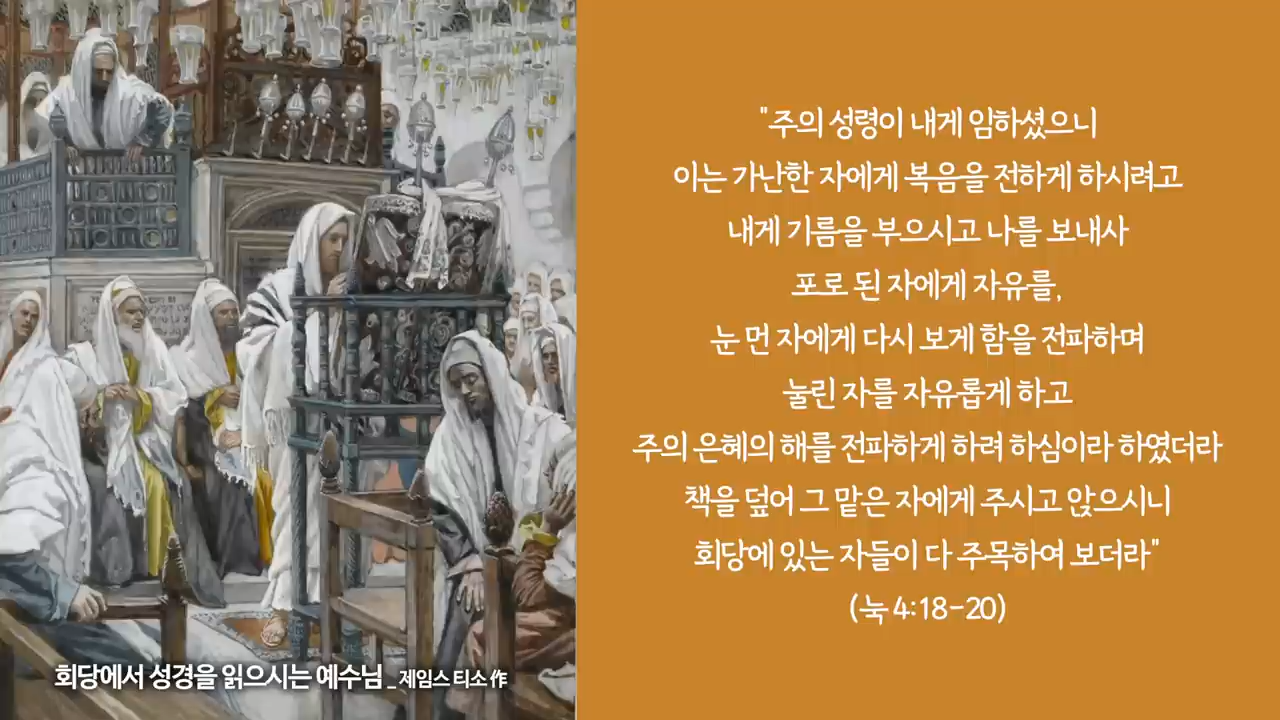 "주의 성령이 내게 임하셨으니
이는 가난한 자에게 복음을 전하게 하시려고
내게 기름을 부으시고 나를 보내사
포로 된 자에게 자유를,
눈 먼 자에게 다시 보게 함을 전파하며
눌린 자를 자유롭게 하고
주의 은혜의 해를 전파하게 하려 하심이라 하였더라
책을 덮어 그 맡은 자에게 주시고 앉으시니
회당에 있는 자들이 다 주목하여 보더라"
(눅 4:18-20)
회당에서 성경을 읽으시는 예수님 _ 제임스 티소 作